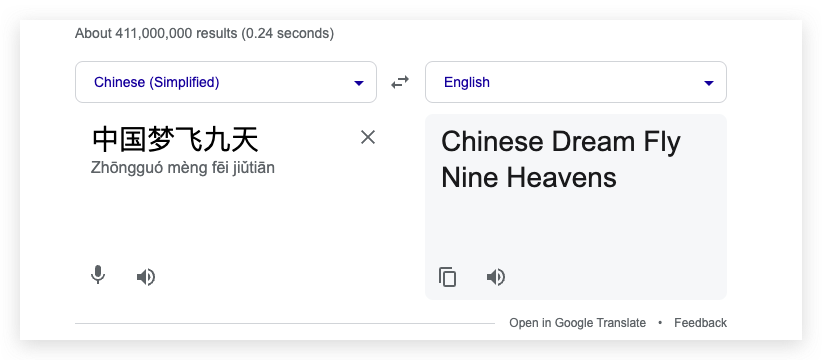 About 411,000,000 results (0.24 seconds)
Chinese (Simplified)
English
中国梦飞九天
Zhōngguó mèng fēi jiǔtiān
Chinese Dream Fly
Nine Heavens
Open in Google Translate • Feedback